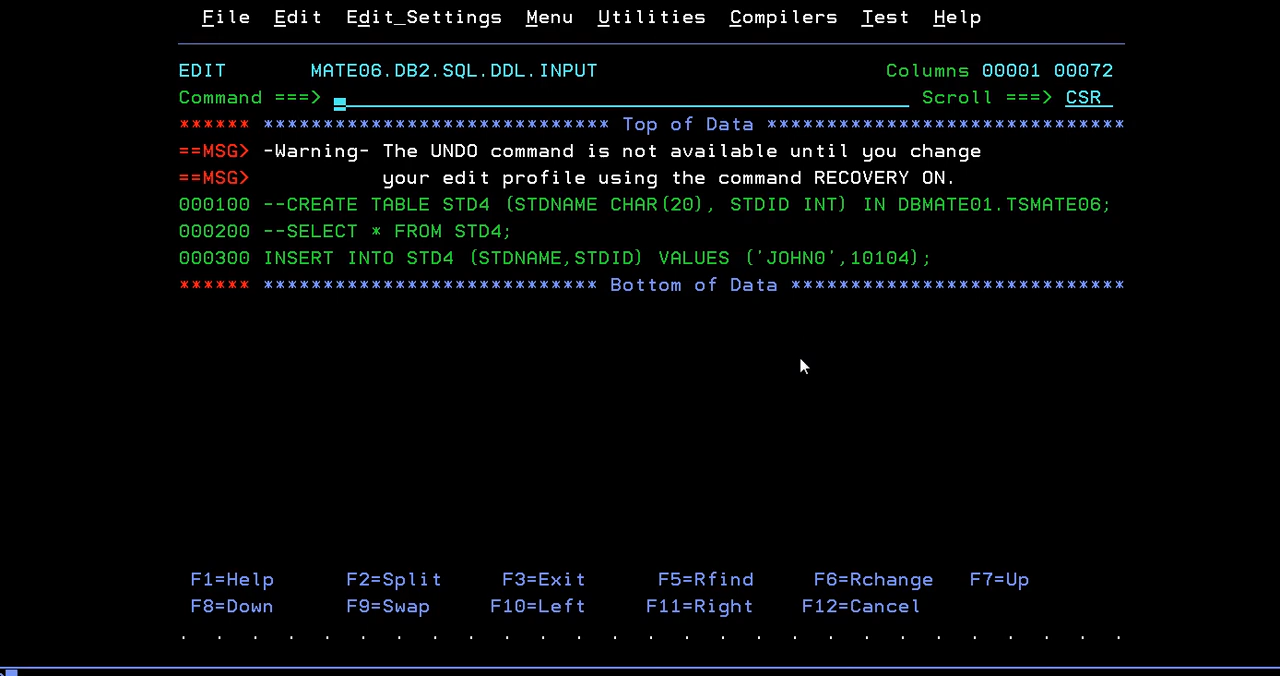 File Edit Edit_Settings Menu Utilities Compilers Test Help
EDIT MATE06.DB2.SQL.DDL.INPUT Columns 00001 00072
Command ===> Scroll ===> CSR
****** ***************************** Top of Data ******************************
==MSG> -Warning- The UNDO command is not available until you change
==MSG> your edit profile using the command RECOVERY ON.
000100 --CREATE TABLE STD4 (STDNAME CHAR(20), STDID INT) IN DBMATE01.TSMATE06;
000200 --SELECT * FROM STD4;
000300 INSERT INTO STD4 (STDNAME,STDID) VALUES ('JOHN0',10104);
****** **************************** Bottom of Data ****************************
F1=Help F2=Split F3=Exit F5=Rfind F6=Rchange F7=Up
F8=Down F9=Swap F10=Left F11=Right F12=Cancel
. . . . . . . . . . . . . . . . . . . . . . . . . . .